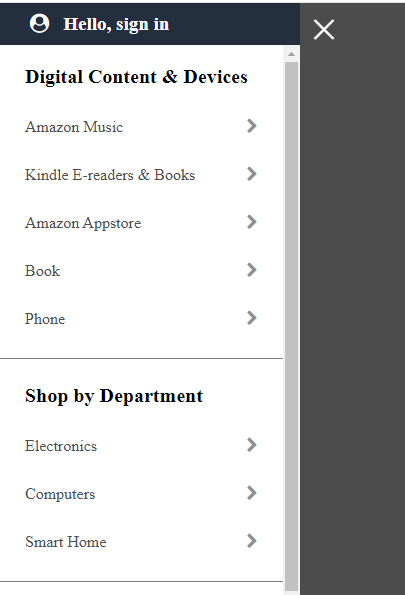 Hello, sign in
Digital Content & Devices
Amazon Music
Kindle E-readers & Books
Amazon Appstore
Book
Phone
Shop by Department
Electronics
Computers
Smart Home